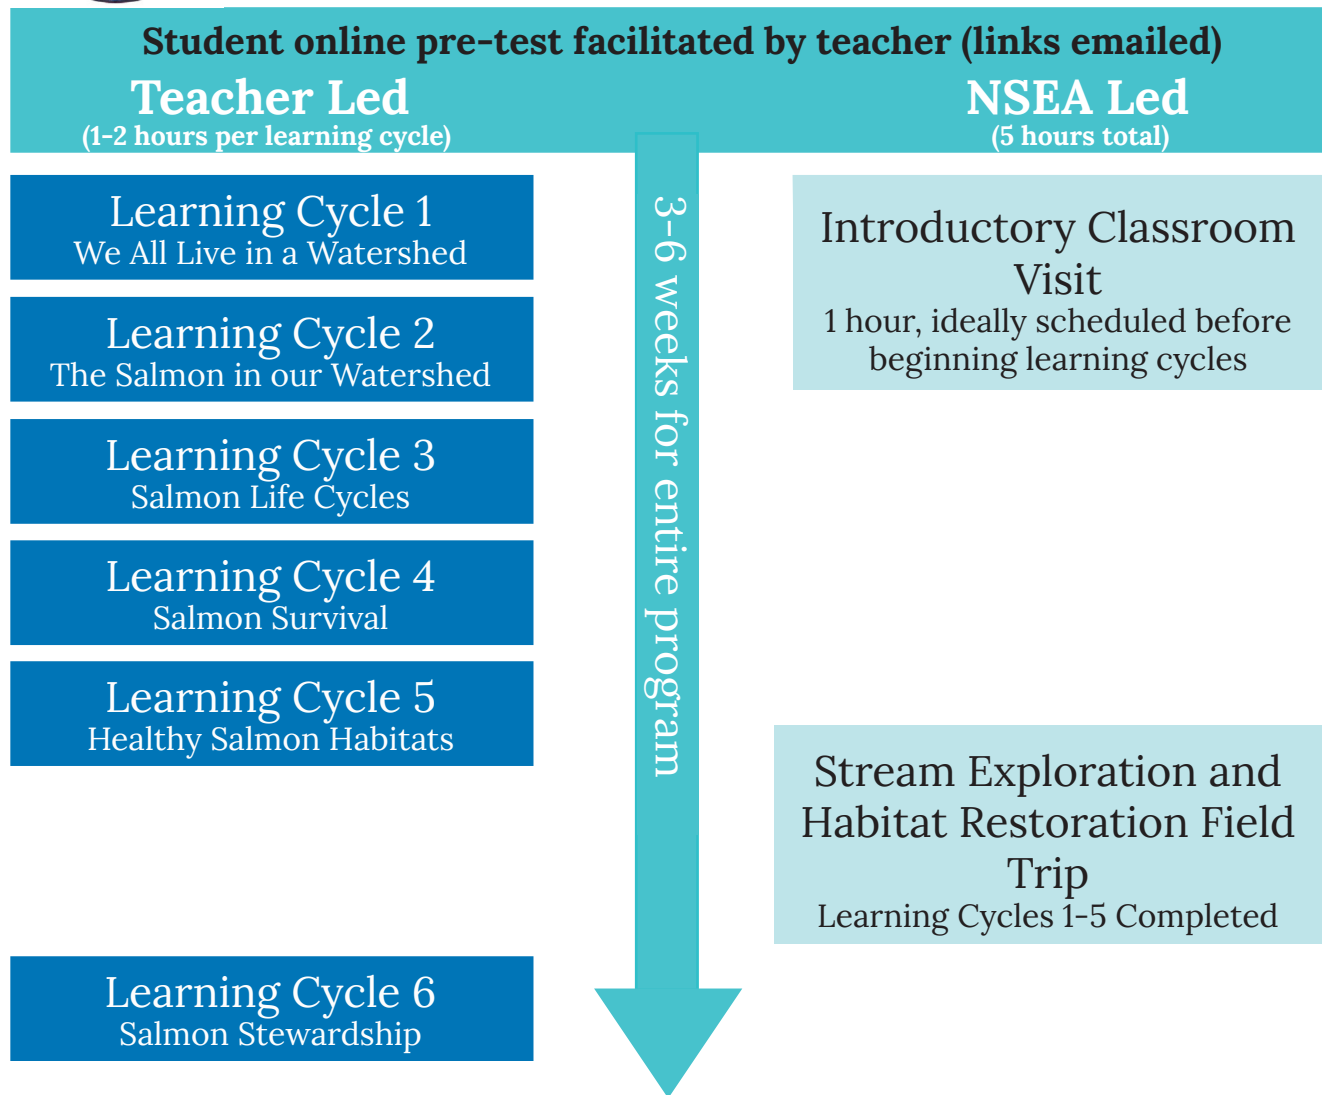 Student online pre-test facilitated by teacher (links emailed)
Teacher Led
(1-2 hours per learning cycle)
NSEA Led
(5 hours total)
Learning Cycle 1
We All Live in a Watershed
Learning Cycle 2
The Salmon in our Watershed
Learning Cycle 3
Salmon Life Cycles
Learning Cycle 4
Salmon Survival
Learning Cycle 5
Healthy Salmon Habitats
Learning Cycle 6
Salmon Stewardship
3-6 weeks for entire program
Introductory Classroom
Visit
1 hour, ideally scheduled before
beginning learning cycles
Stream Exploration and
Habitat Restoration Field
Trip
Learning Cycles 1-5 Completed